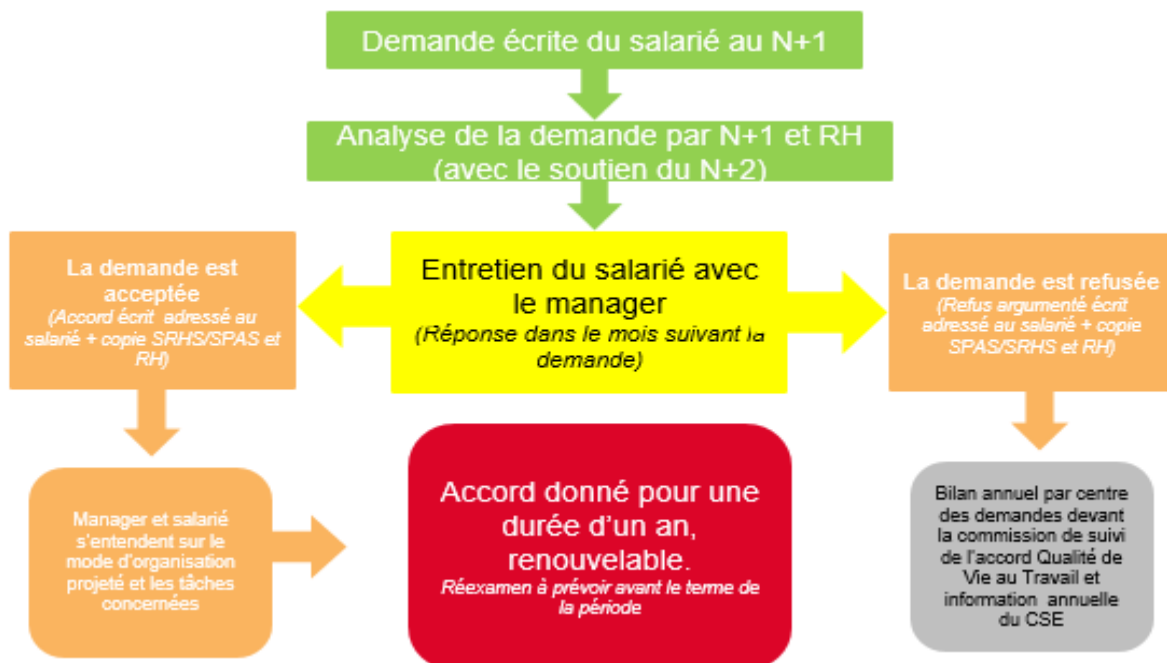 Demande écrite du salarié au N+1
Analyse de la demande par N+1 et RH
(avec le soutien du N+2)
La demande est
acceptée
(Accord écrit adressé au
salarié + copie SRHS/SPAS et
RH)
Entretien du salarié avec
le manager
(Réponse dans le mois suivant la
demande)
La demande est refusée
(Refus argumenté écrit
adressé au salarié + copie
SPAS/SRHS et RH)
Manager et salarié
s'entendent sur le
mode d'organisation
projeté et les tâches
concernées
Accord donné pour une
durée d'un an,
renouvelable.
Réexamen à prévoir avant le terme de
la période
Bilan annuel par centre
des demandes devant
la commission de suivi
de l'accord Qualité de
Vie au Travail et
information annuelle
du CSE